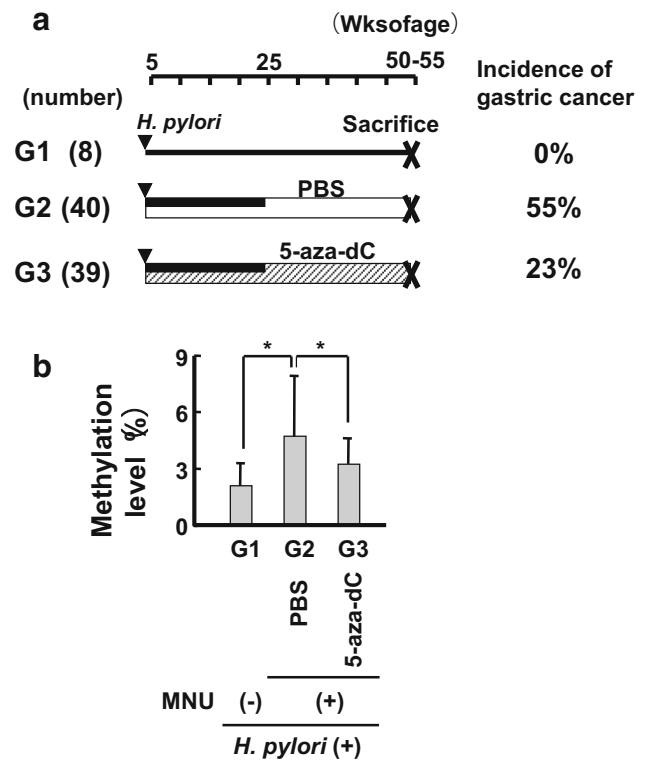 a
（Wksofage）
5 25 50-55
Incidence of
gastric cancer
(number)
H. pylori Sacrifice
G1 (8) 0%
PBS
G2 (40) 55%
5-aza-dC
G3 (39) 23%
b
Methylation
level (%)
9
6
3
0
* *
G1 G2 G3
PBS
5-aza-dC
MNU (-) (+)
H. pylori (+)